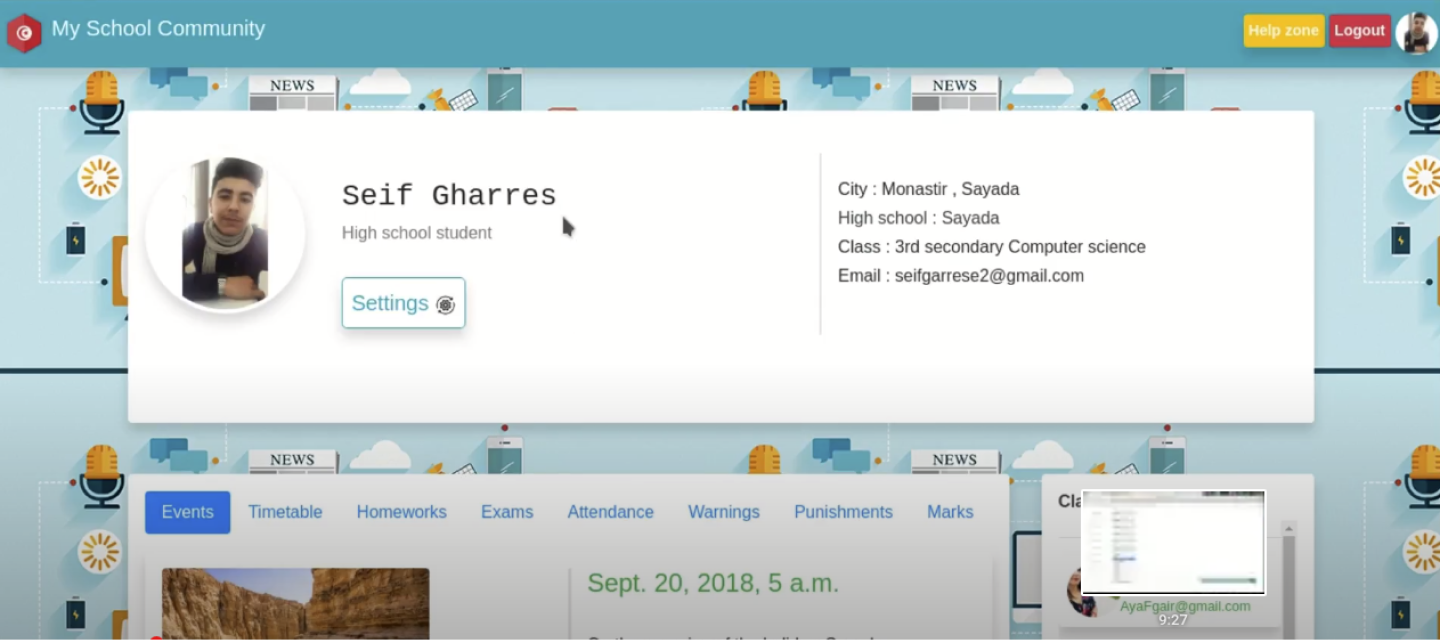 My School Community
Help zone
Logout
NEWS
NEWS
Seif Gharres
High school student
Settings
City : Monastir , Sayada
High school : Sayada
Class : 3rd secondary Computer science
Email : seifgarrese2@gmail.com
NEWS
NEWS
Events
Timetable
Homeworks
Exams
Attendance
Warnings
Punishments
Marks
Sept. 20, 2018, 5 a.m.
AyaFgair@gmail.com
9:27